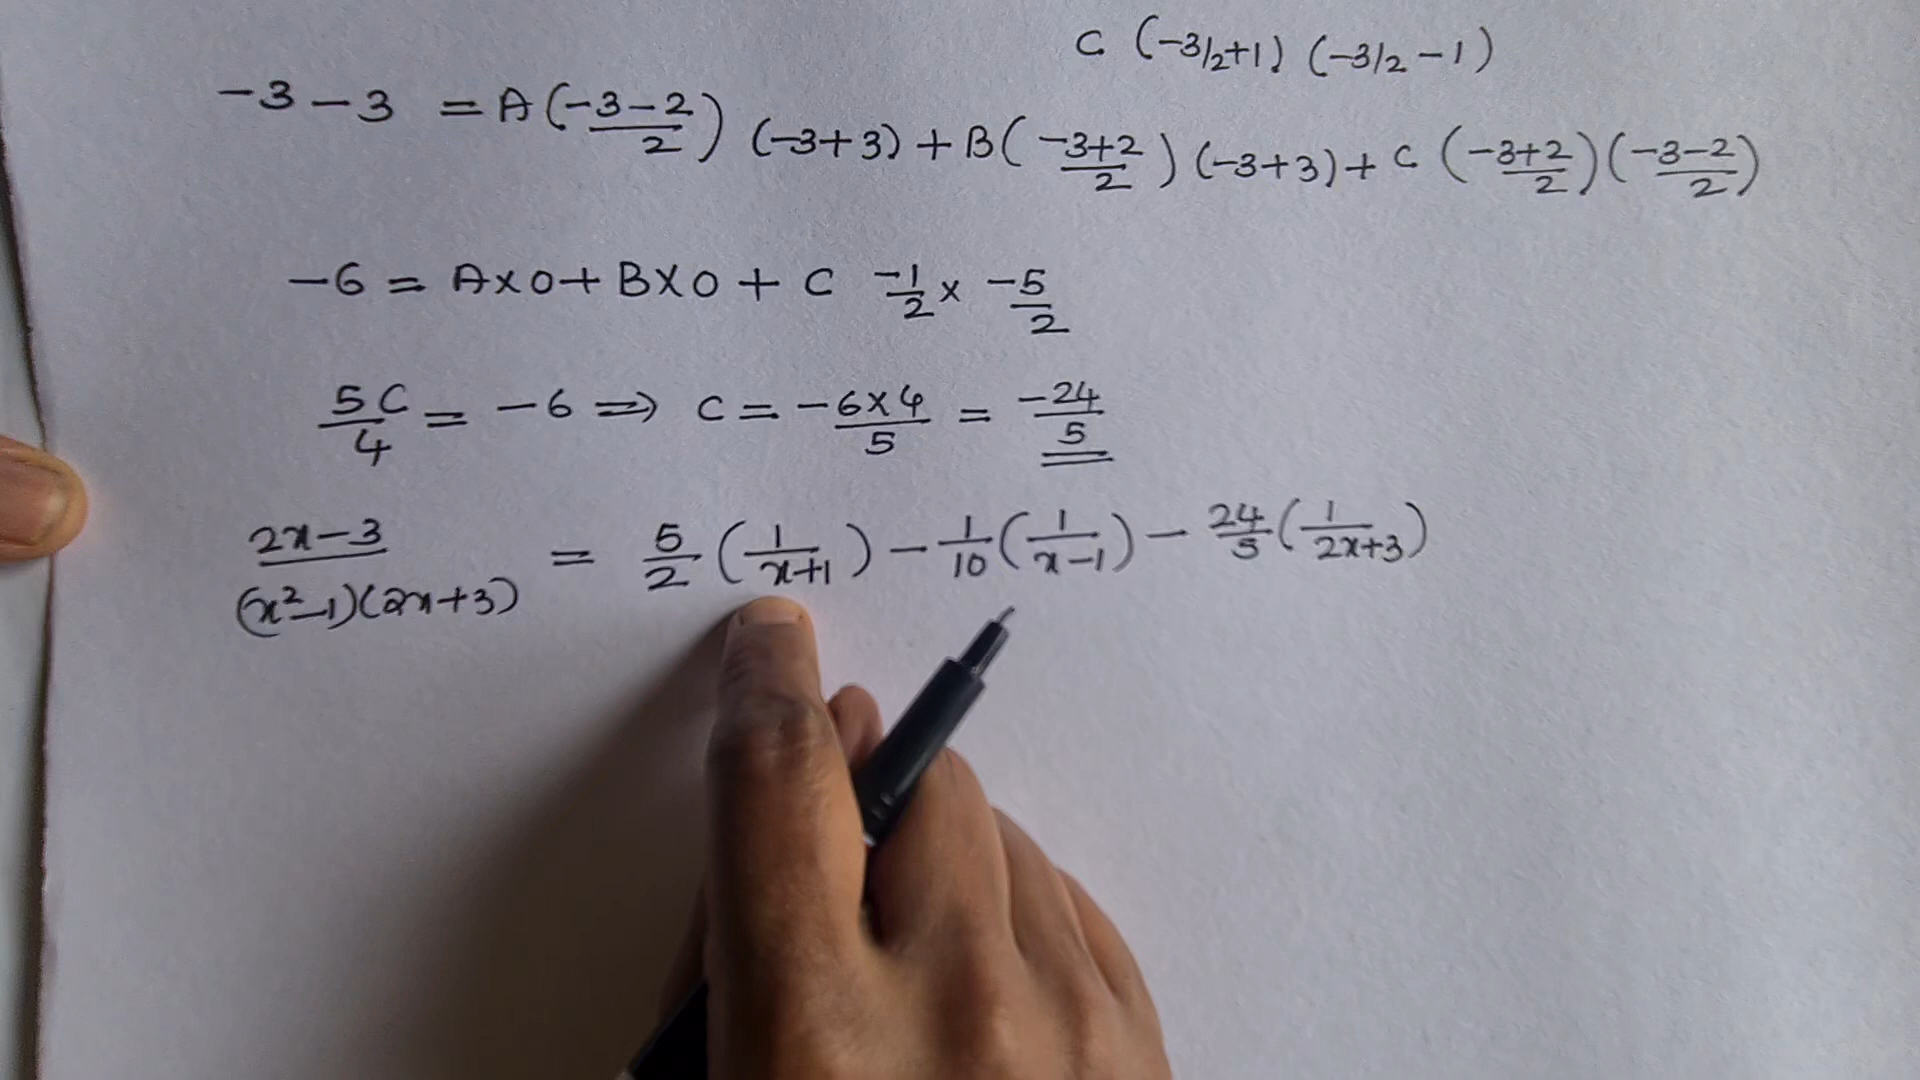 C (-3/2+1) (-3/2-1)
-3-3 = A(-3-2/2) (-3+3) + B(-3+2/2) (-3+3) + C (-3+2/2)(-3-2/2)
-6 = A×0 + B×0 + C -1/2 × -5/2
5C/4 = -6 ⇒ C = -6×4/5 = -24/5
2x-3/(x²-1)(2x+3) = 5/2 (1/x+1) - 1/10 (1/x-1) - 24/5 (1/2x+3)